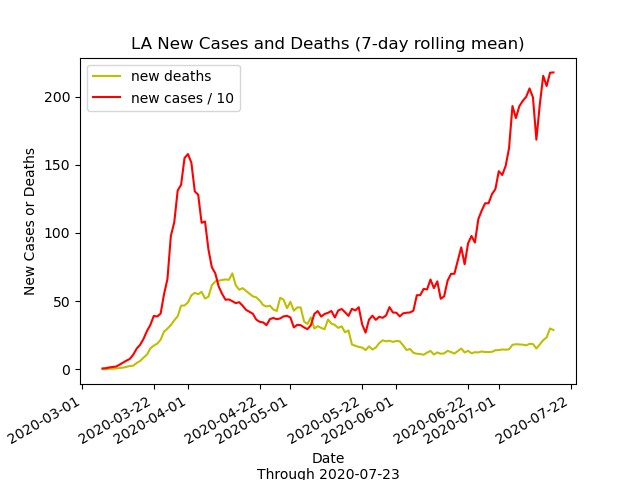 LA New Cases and Deaths (7-day rolling mean)
new deaths
new cases / 10
200
150
100
50
0
New Cases or Deaths
2020-03-01
2020-03-22
2020-04-01
2020-04-22
2020-05-01
2020-05-22
2020-06-01
2020-06-22
2020-07-01
2020-07-22
Date
Through 2020-07-23